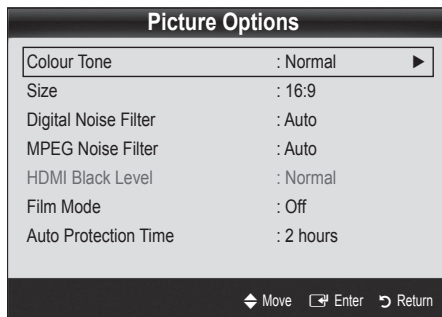 Picture Options
Colour Tone : Normal ►
Size : 16:9
Digital Noise Filter : Auto
MPEG Noise Filter : Auto
HDMI Black Level : Normal
Film Mode : Off
Auto Protection Time : 2 hours
Move Enter Return